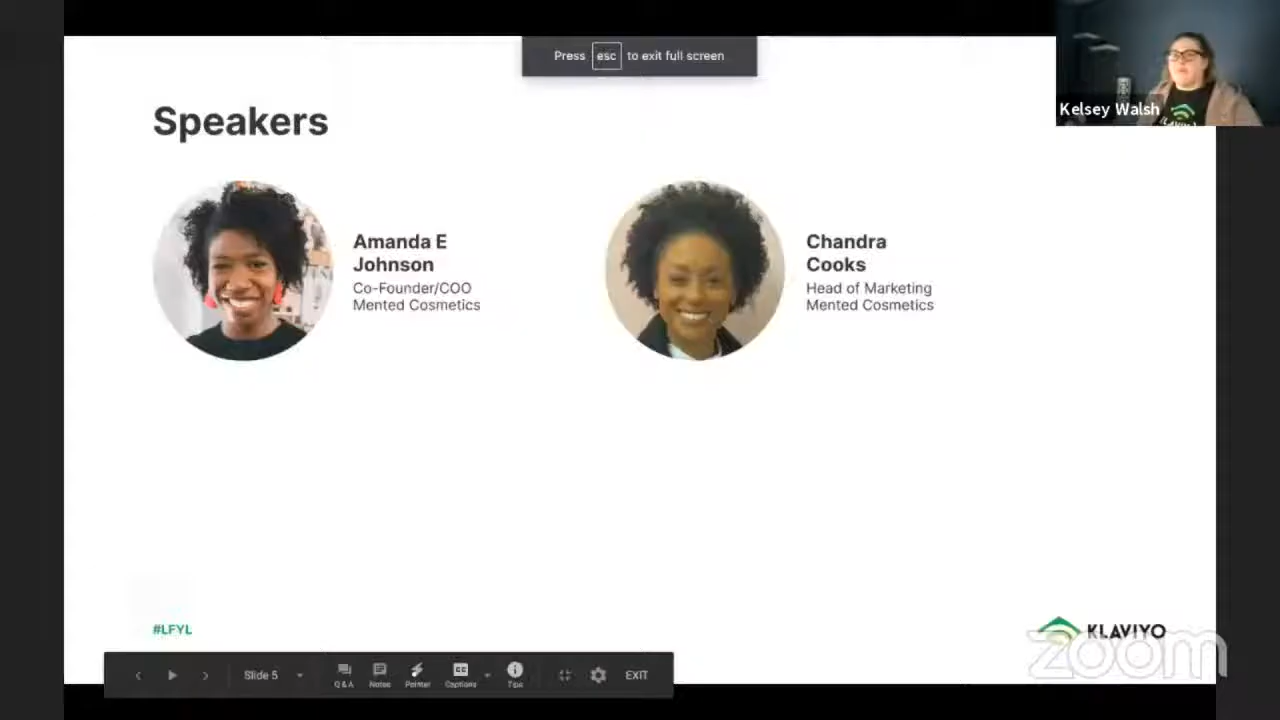 Press esc to exit full screen
Kelsey Walsh
KLAVIYO
Speakers
Amanda E
Johnson
Co-Founder/COO
Mented Cosmetics
Chandra
Cooks
Head of Marketing
Mented Cosmetics
#LFYL
KLAVIYO
zoom
Slide 5
Q&A
Notes
Pointer
Captions
Tips
EXIT